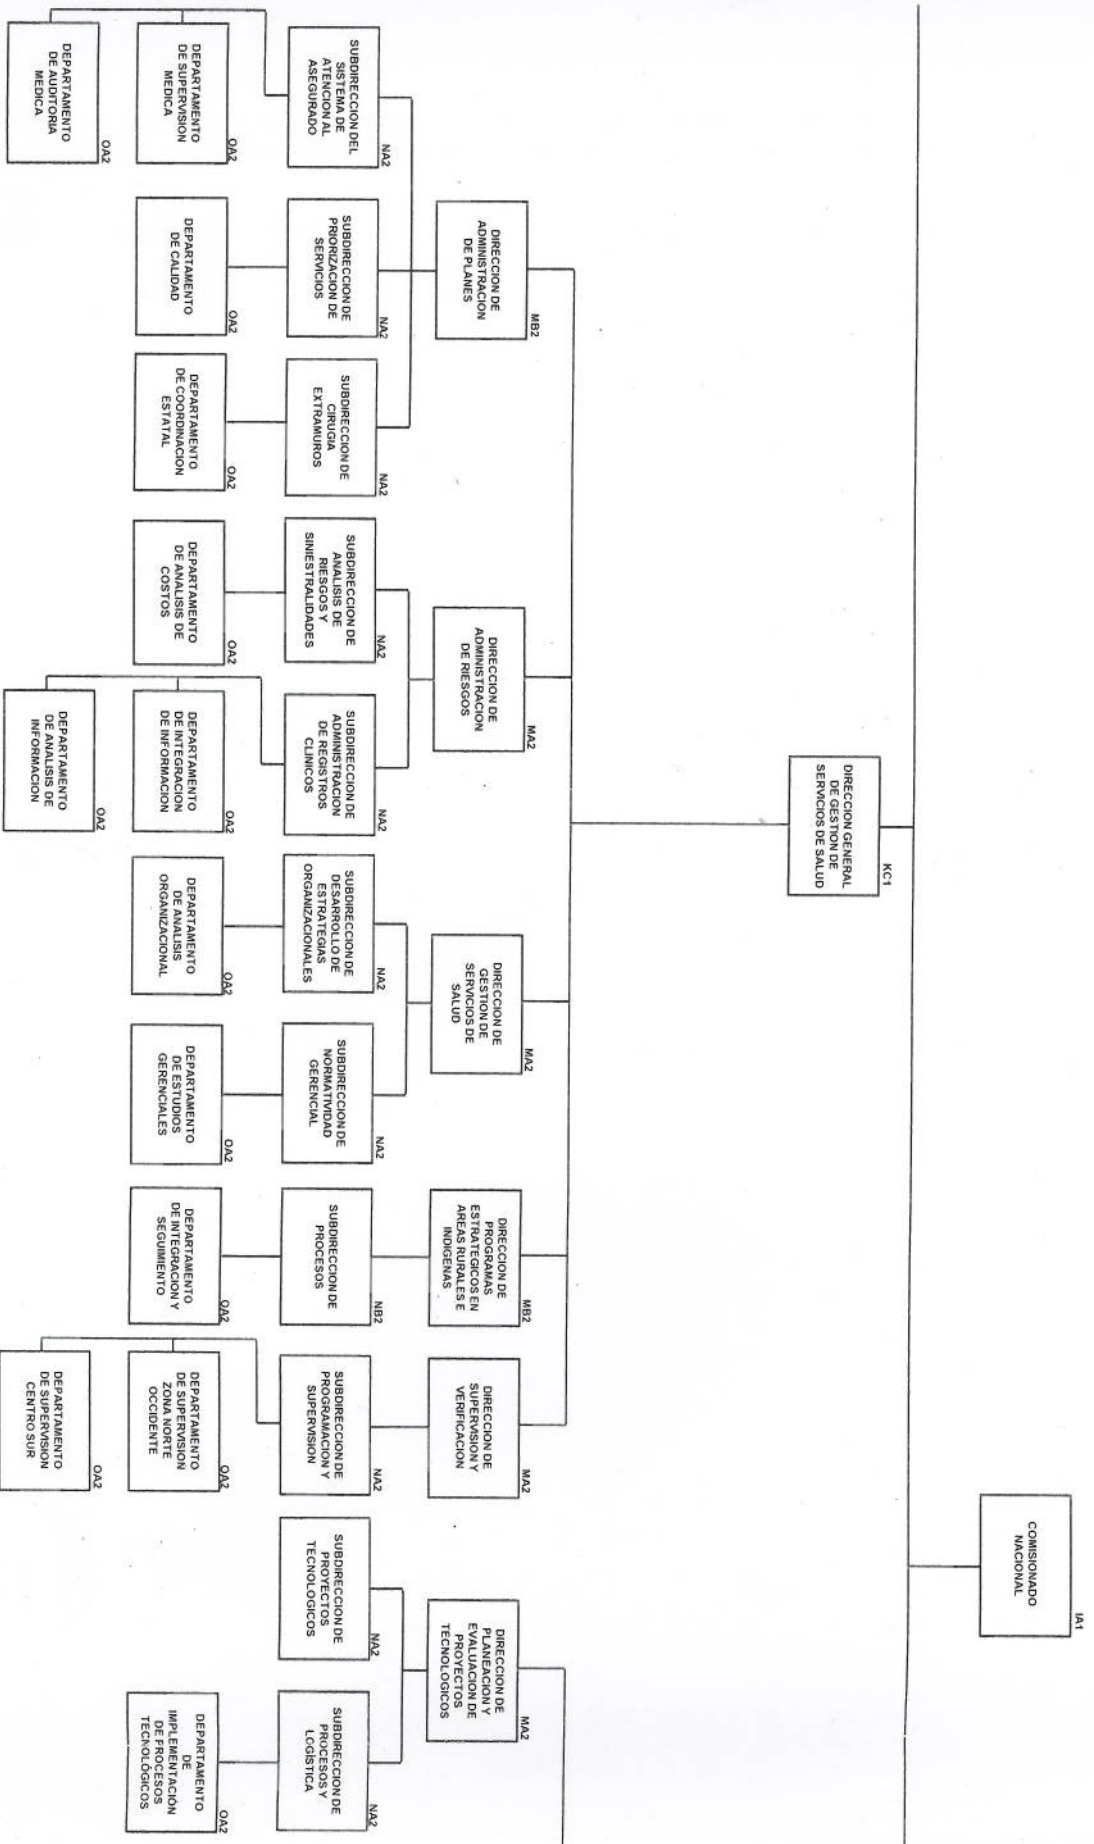 COMISIONADO
NACIONAL
IA1
DIRECCION GENERAL
DE GESTION DE
SERVICIOS DE SALUD
KC1
DIRECCION DE
ADMINISTRACION
DE PLANES
MB2
DIRECCION DE
ADMINISTRACION
DE RIESGOS
MA2
DIRECCION DE
GESTION DE
SERVICIOS DE
SALUD
MA2
DIRECCION DE
PROGRAMAS
ESTRATEGICOS EN
AREAS RURALES E
INDIGENAS
MB2
DIRECCION DE
SUPERVISION Y
VERIFICACION
MA2
DIRECCION DE
PLANEACION Y
EVALUACION DE
PROYECTOS
TECNOLOGICOS
MA2
SUBDIRECCION DEL
SISTEMA DE
ATENCION AL
ASEGURADO
NA2
SUBDIRECCION DE
PRIORIZACION DE
SERVICIOS
NA2
SUBDIRECCION DE
CIRUGIA
EXTRAMUROS
NA2
SUBDIRECCION DE
ANALISIS DE
RIESGOS Y
SINIESTRALIDADES
NA2
SUBDIRECCION DE
ADMINISTRACION
DE REGISTROS
CLINICOS
NA2
SUBDIRECCION DE
DESARROLLO DE
ESTRATEGIAS
ORGANIZACIONALES
NA2
SUBDIRECCION DE
NORMATIVIDAD
GERENCIAL
NA2
SUBDIRECCION DE
PROCESOS
NB2
SUBDIRECCION DE
PROGRAMACION Y
SUPERVISION
NA2
SUBDIRECCION DE
PROYECTOS
TECNOLOGICOS
NA2
SUBDIRECCION DE
PROCESOS Y
LOGÍSTICA
NA2
DEPARTAMENTO
DE SUPERVISION
MEDICA
OA2
DEPARTAMENTO
DE CALIDAD
OA2
DEPARTAMENTO
DE COORDINACION
ESTATAL
OA2
DEPARTAMENTO
DE ANALISIS DE
COSTOS
OA2
DEPARTAMENTO
DE INTEGRACION
DE INFORMACION
OA2
DEPARTAMENTO
DE ANALISIS
ORGANIZACIONAL
OA2
DEPARTAMENTO
DE ESTUDIOS
GERENCIALES
OA2
DEPARTAMENTO
DE INTEGRACION Y
SEGUIMIENTO
OA2
DEPARTAMENTO
DE SUPERVISION
ZONA NORTE
OCCIDENTE
OA2
DEPARTAMENTO
DE
IMPLEMENTACIÓN
DE PROCESOS
TECNOLÓGICOS
OA2
DEPARTAMENTO
DE AUDITORIA
MEDICA
OA2
DEPARTAMENTO
DE ANALISIS DE
INFORMACION
OA2
DEPARTAMENTO
DE SUPERVISION
CENTRO SUR
OA2